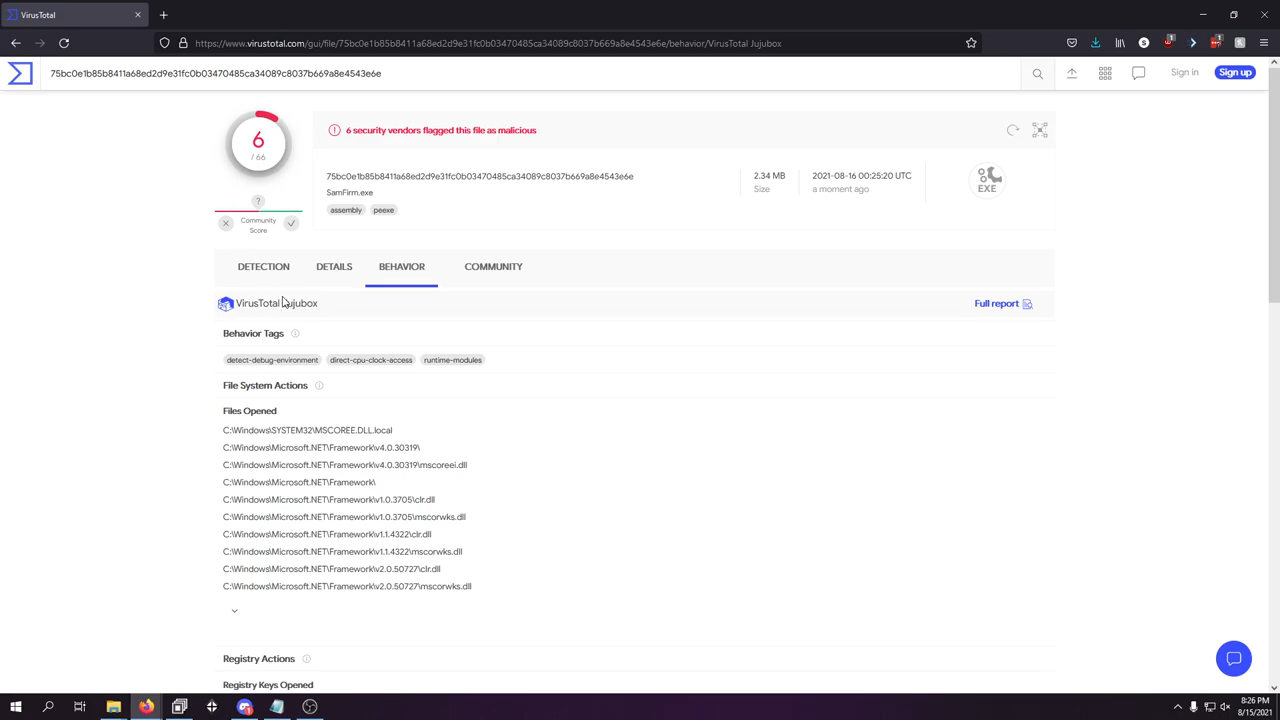 VirusTotal
https://www.virustotal.com/gui/file/75bc0e1b85b8411a68ed2d9e31fc0b03470485ca34089c8037b669a8e4543e6e/behavior/VirusTotal Jujubox
75bc0e1b85b8411a68ed2d9e31fc0b03470485ca34089c8037b669a8e4543e6e
Sign in
Sign up
6
/ 66
?
Community
Score
6 security vendors flagged this file as malicious
75bc0e1b85b8411a68ed2d9e31fc0b03470485ca34089c8037b669a8e4543e6e
SamFirm.exe
assembly peexe
2.34 MB
Size
2021-08-16 00:25:20 UTC
a moment ago
EXE
DETECTION DETAILS BEHAVIOR COMMUNITY
VirusTotal Jujubox
Full report
Behavior Tags
detect-debug-environment direct-cpu-clock-access runtime-modules
File System Actions
Files Opened
C:\Windows\SYSTEM32\MSCOREE.DLL.local
C:\Windows\Microsoft.NET\Framework\v4.0.30319\
C:\Windows\Microsoft.NET\Framework\v4.0.30319\mscoreei.dll
C:\Windows\Microsoft.NET\Framework\
C:\Windows\Microsoft.NET\Framework\v1.0.3705\clr.dll
C:\Windows\Microsoft.NET\Framework\v1.0.3705\mscorwks.dll
C:\Windows\Microsoft.NET\Framework\v1.1.4322\clr.dll
C:\Windows\Microsoft.NET\Framework\v1.1.4322\mscorwks.dll
C:\Windows\Microsoft.NET\Framework\v2.0.50727\clr.dll
C:\Windows\Microsoft.NET\Framework\v2.0.50727\mscorwks.dll
Registry Actions
Registry Keys Opened
8:26 PM
8/15/2021